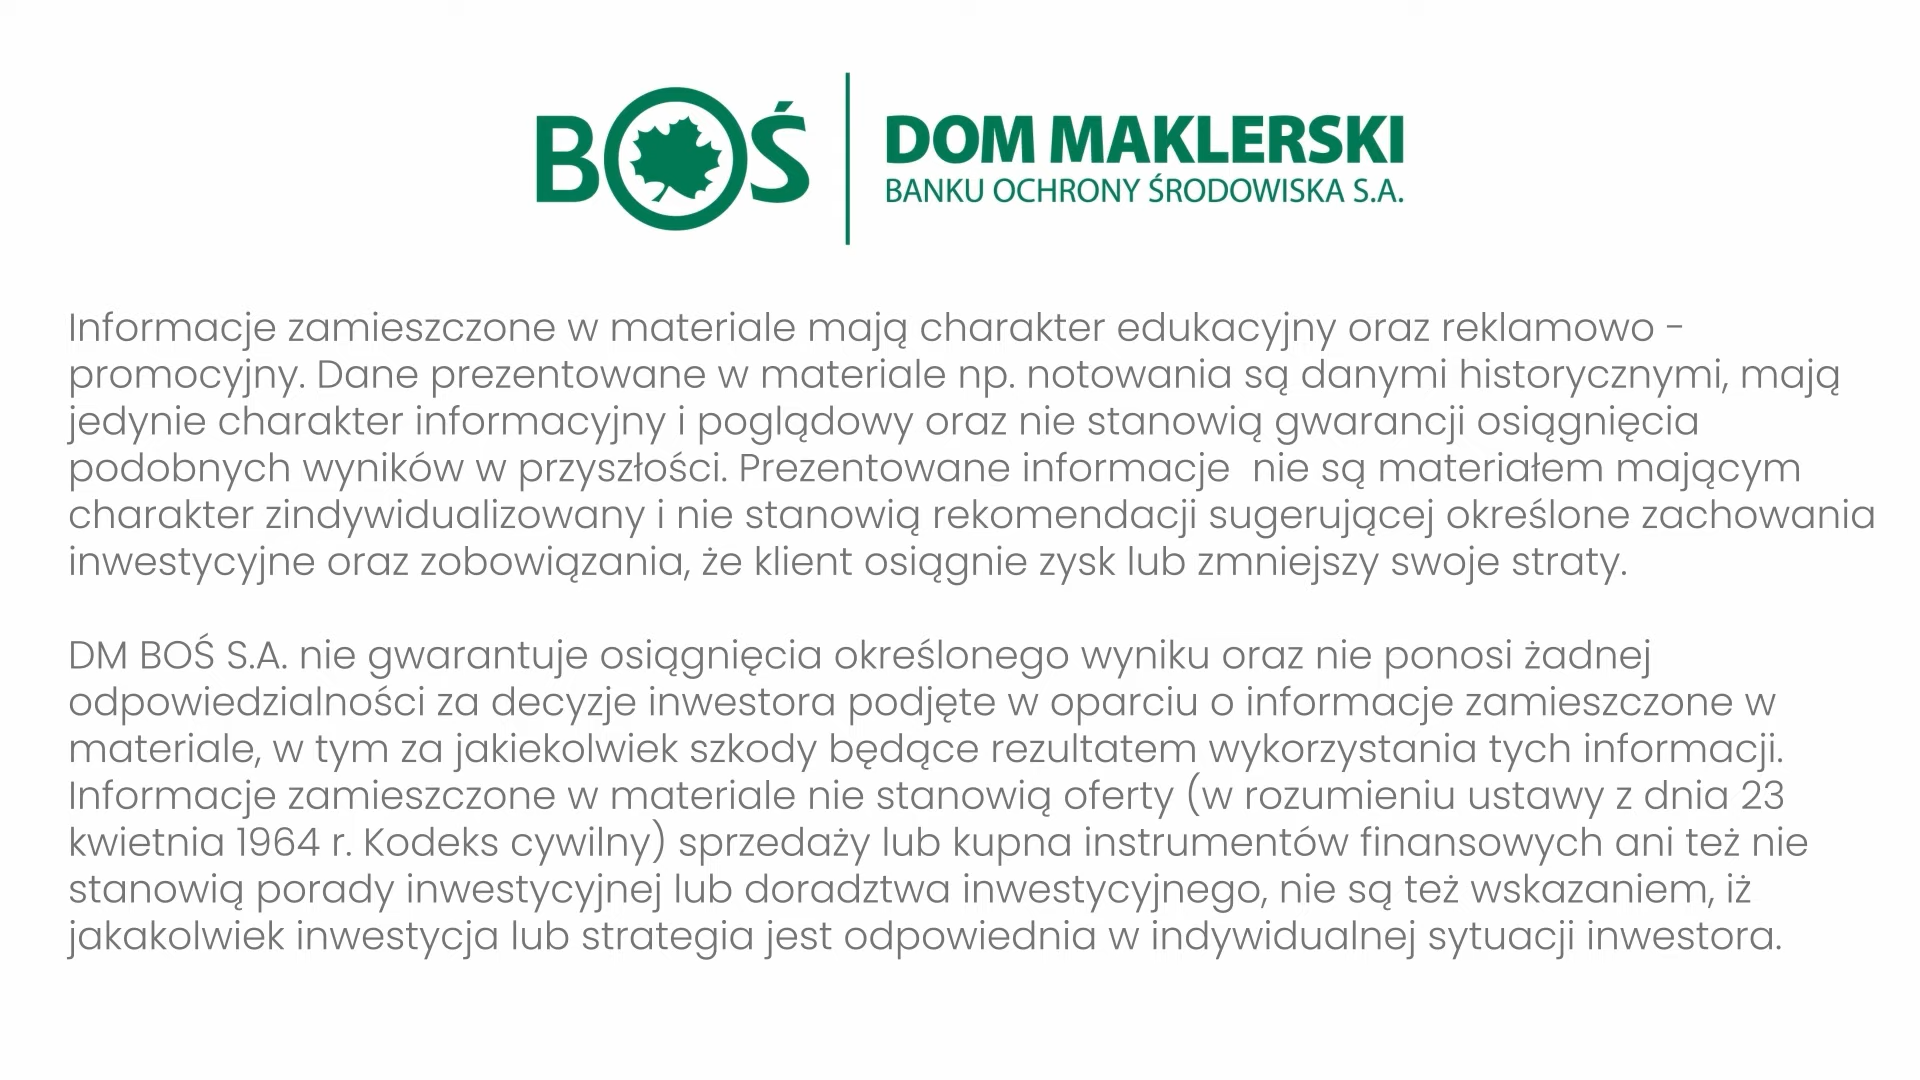 BOŚ
DOM MAKLERSKI
BANKU OCHRONY ŚRODOWISKA S.A.
Informacje zamieszczone w materiale mają charakter edukacyjny oraz reklamowo -
promocyjny. Dane prezentowane w materiale np. notowania są danymi historycznymi, mają
jedynie charakter informacyjny i poglądowy oraz nie stanowią gwarancji osiągnięcia
podobnych wyników w przyszłości. Prezentowane informacje  nie są materiałem mającym
charakter zindywidualizowany i nie stanowią rekomendacji sugerującej określone zachowania
inwestycyjne oraz zobowiązania, że klient osiągnie zysk lub zmniejszy swoje straty.
DM BOŚ S.A. nie gwarantuje osiągnięcia określonego wyniku oraz nie ponosi żadnej
odpowiedzialności za decyzje inwestora podjęte w oparciu o informacje zamieszczone w
materiale, w tym za jakiekolwiek szkody będące rezultatem wykorzystania tych informacji.
Informacje zamieszczone w materiale nie stanowią oferty (w rozumieniu ustawy z dnia 23
kwietnia 1964 r. Kodeks cywilny) sprzedaży lub kupna instrumentów finansowych ani też nie
stanowią porady inwestycyjnej lub doradztwa inwestycyjnego, nie są też wskazaniem, iż
jakakolwiek inwestycja lub strategia jest odpowiednia w indywidualnej sytuacji inwestora.